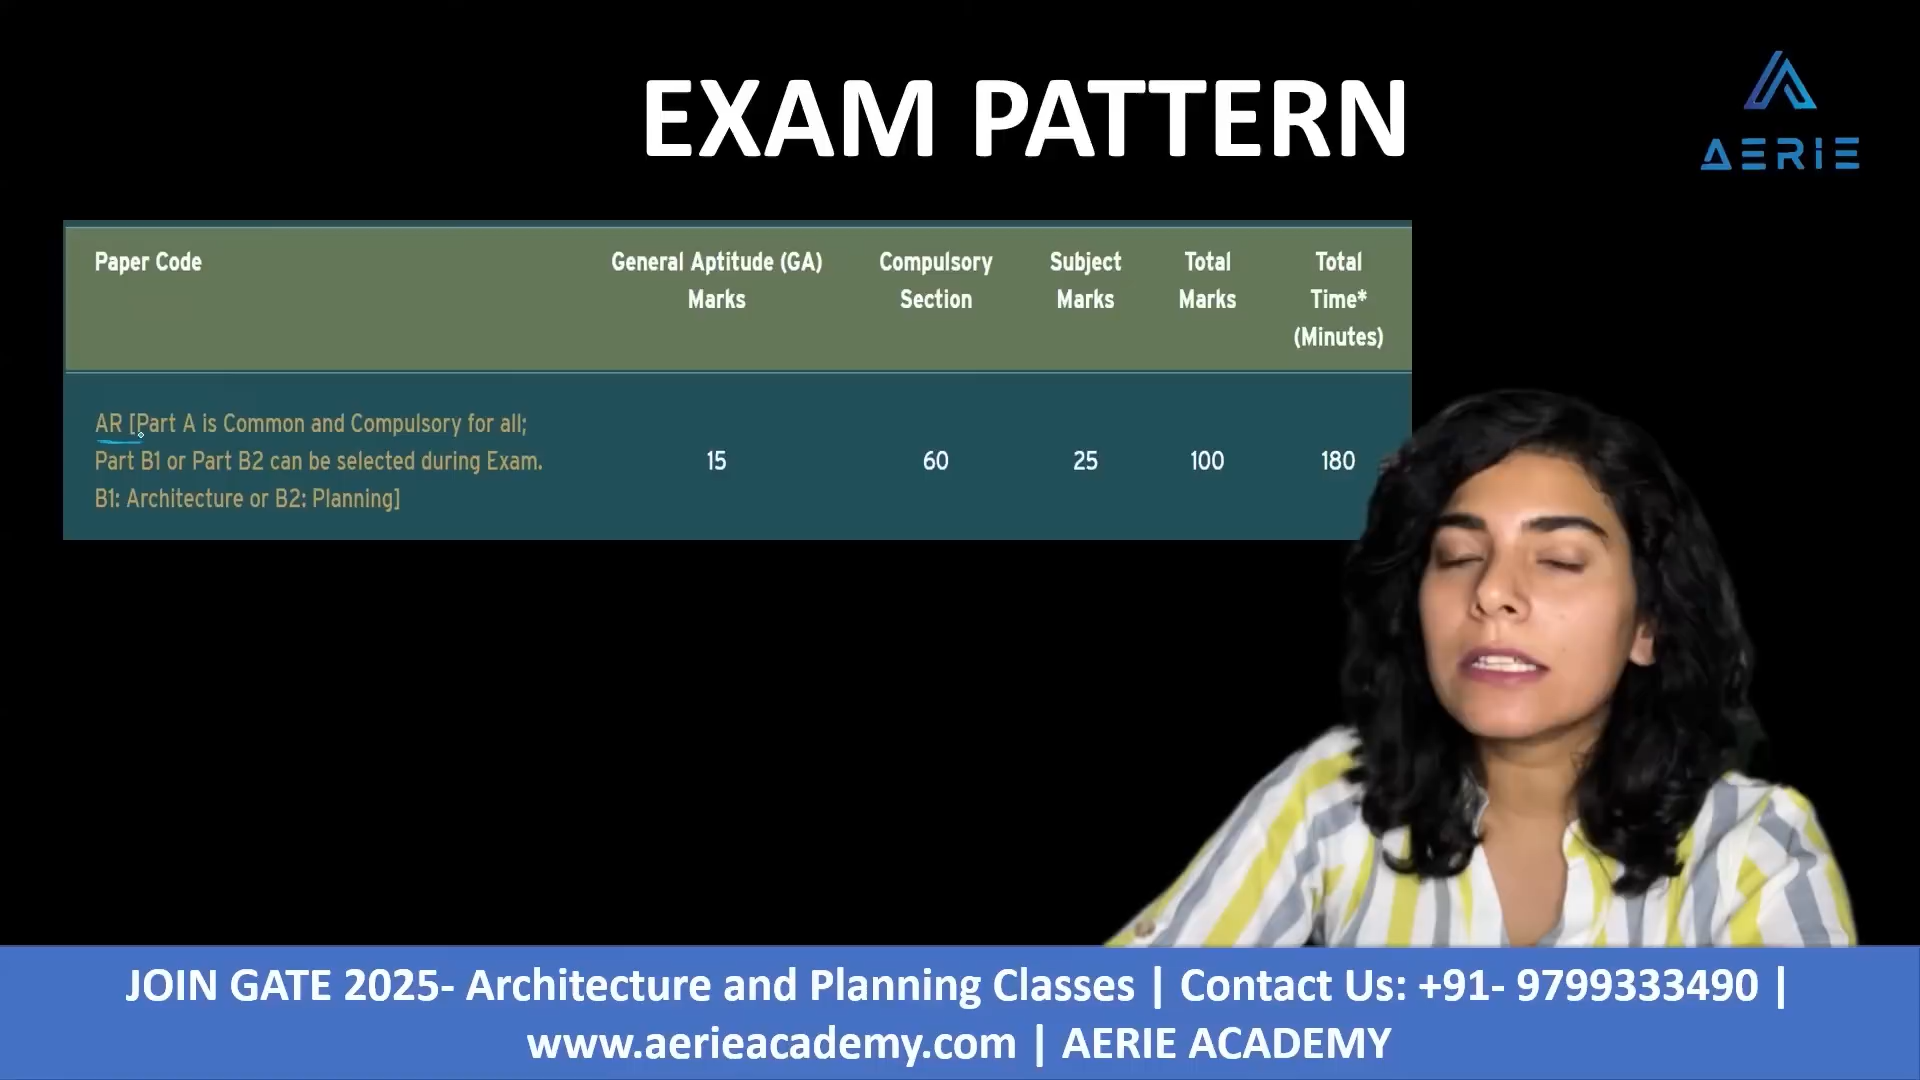 EXAM PATTERN
AERIE
Paper Code
General Aptitude (GA)
Marks
Compulsory
Section
Subject
Marks
Total
Marks
Total
Time*
(Minutes)
AR [Part A is Common and Compulsory for all;
Part B1 or Part B2 can be selected during Exam.
B1: Architecture or B2: Planning]
15
60
25
100
180
JOIN GATE 2025- Architecture and Planning Classes | Contact Us: +91- 9799333490 |
www.aerieacademy.com | AERIE ACADEMY